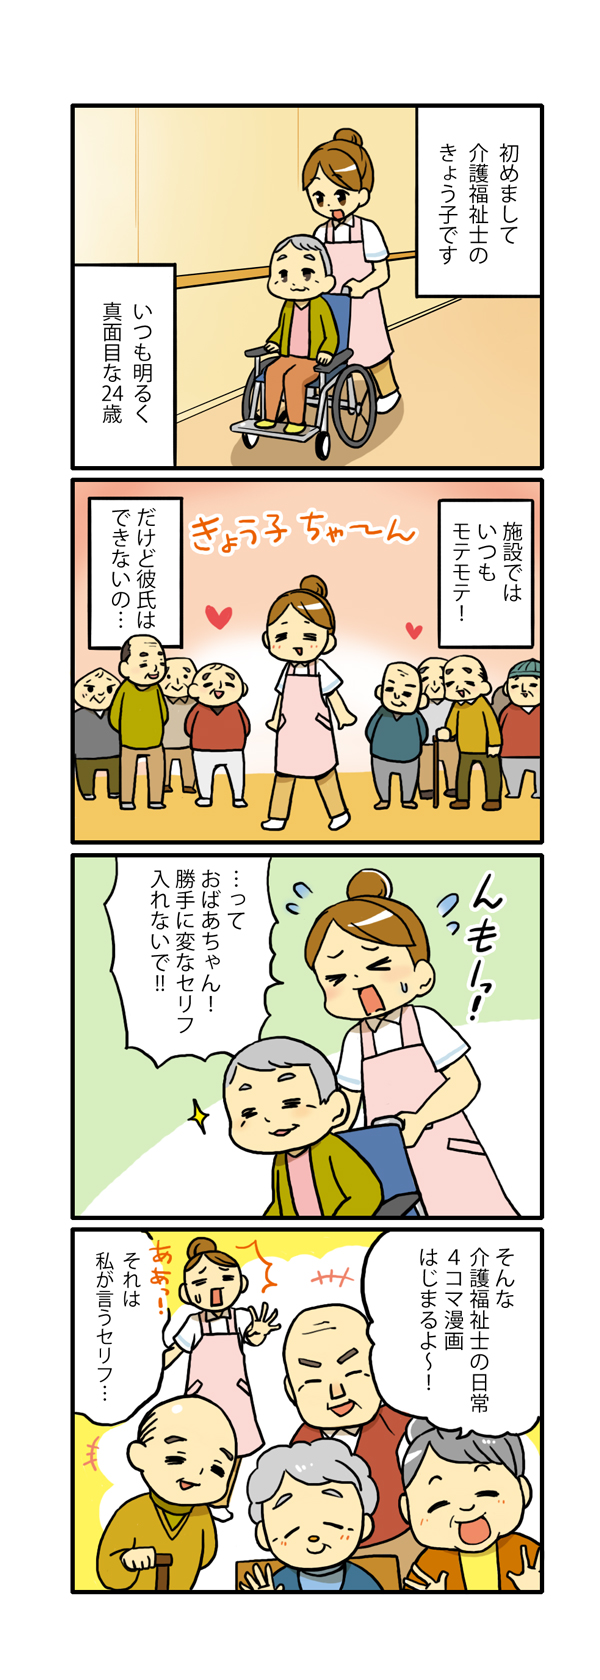 初めまして
介護福祉士の
きょう子です
いつも明るく
真面目な24歳
施設では
いつも
モテモテ！
きょう子ちゃ〜ん
だけど彼氏は
できないの…
んもーっ！
…って
おばあちゃん！
勝手に変なセリフ
入れないで!!
そんな
介護福祉士の日常
４コマ漫画
はじまるよ〜！
ああっ！
それは
私が言うセリフ…